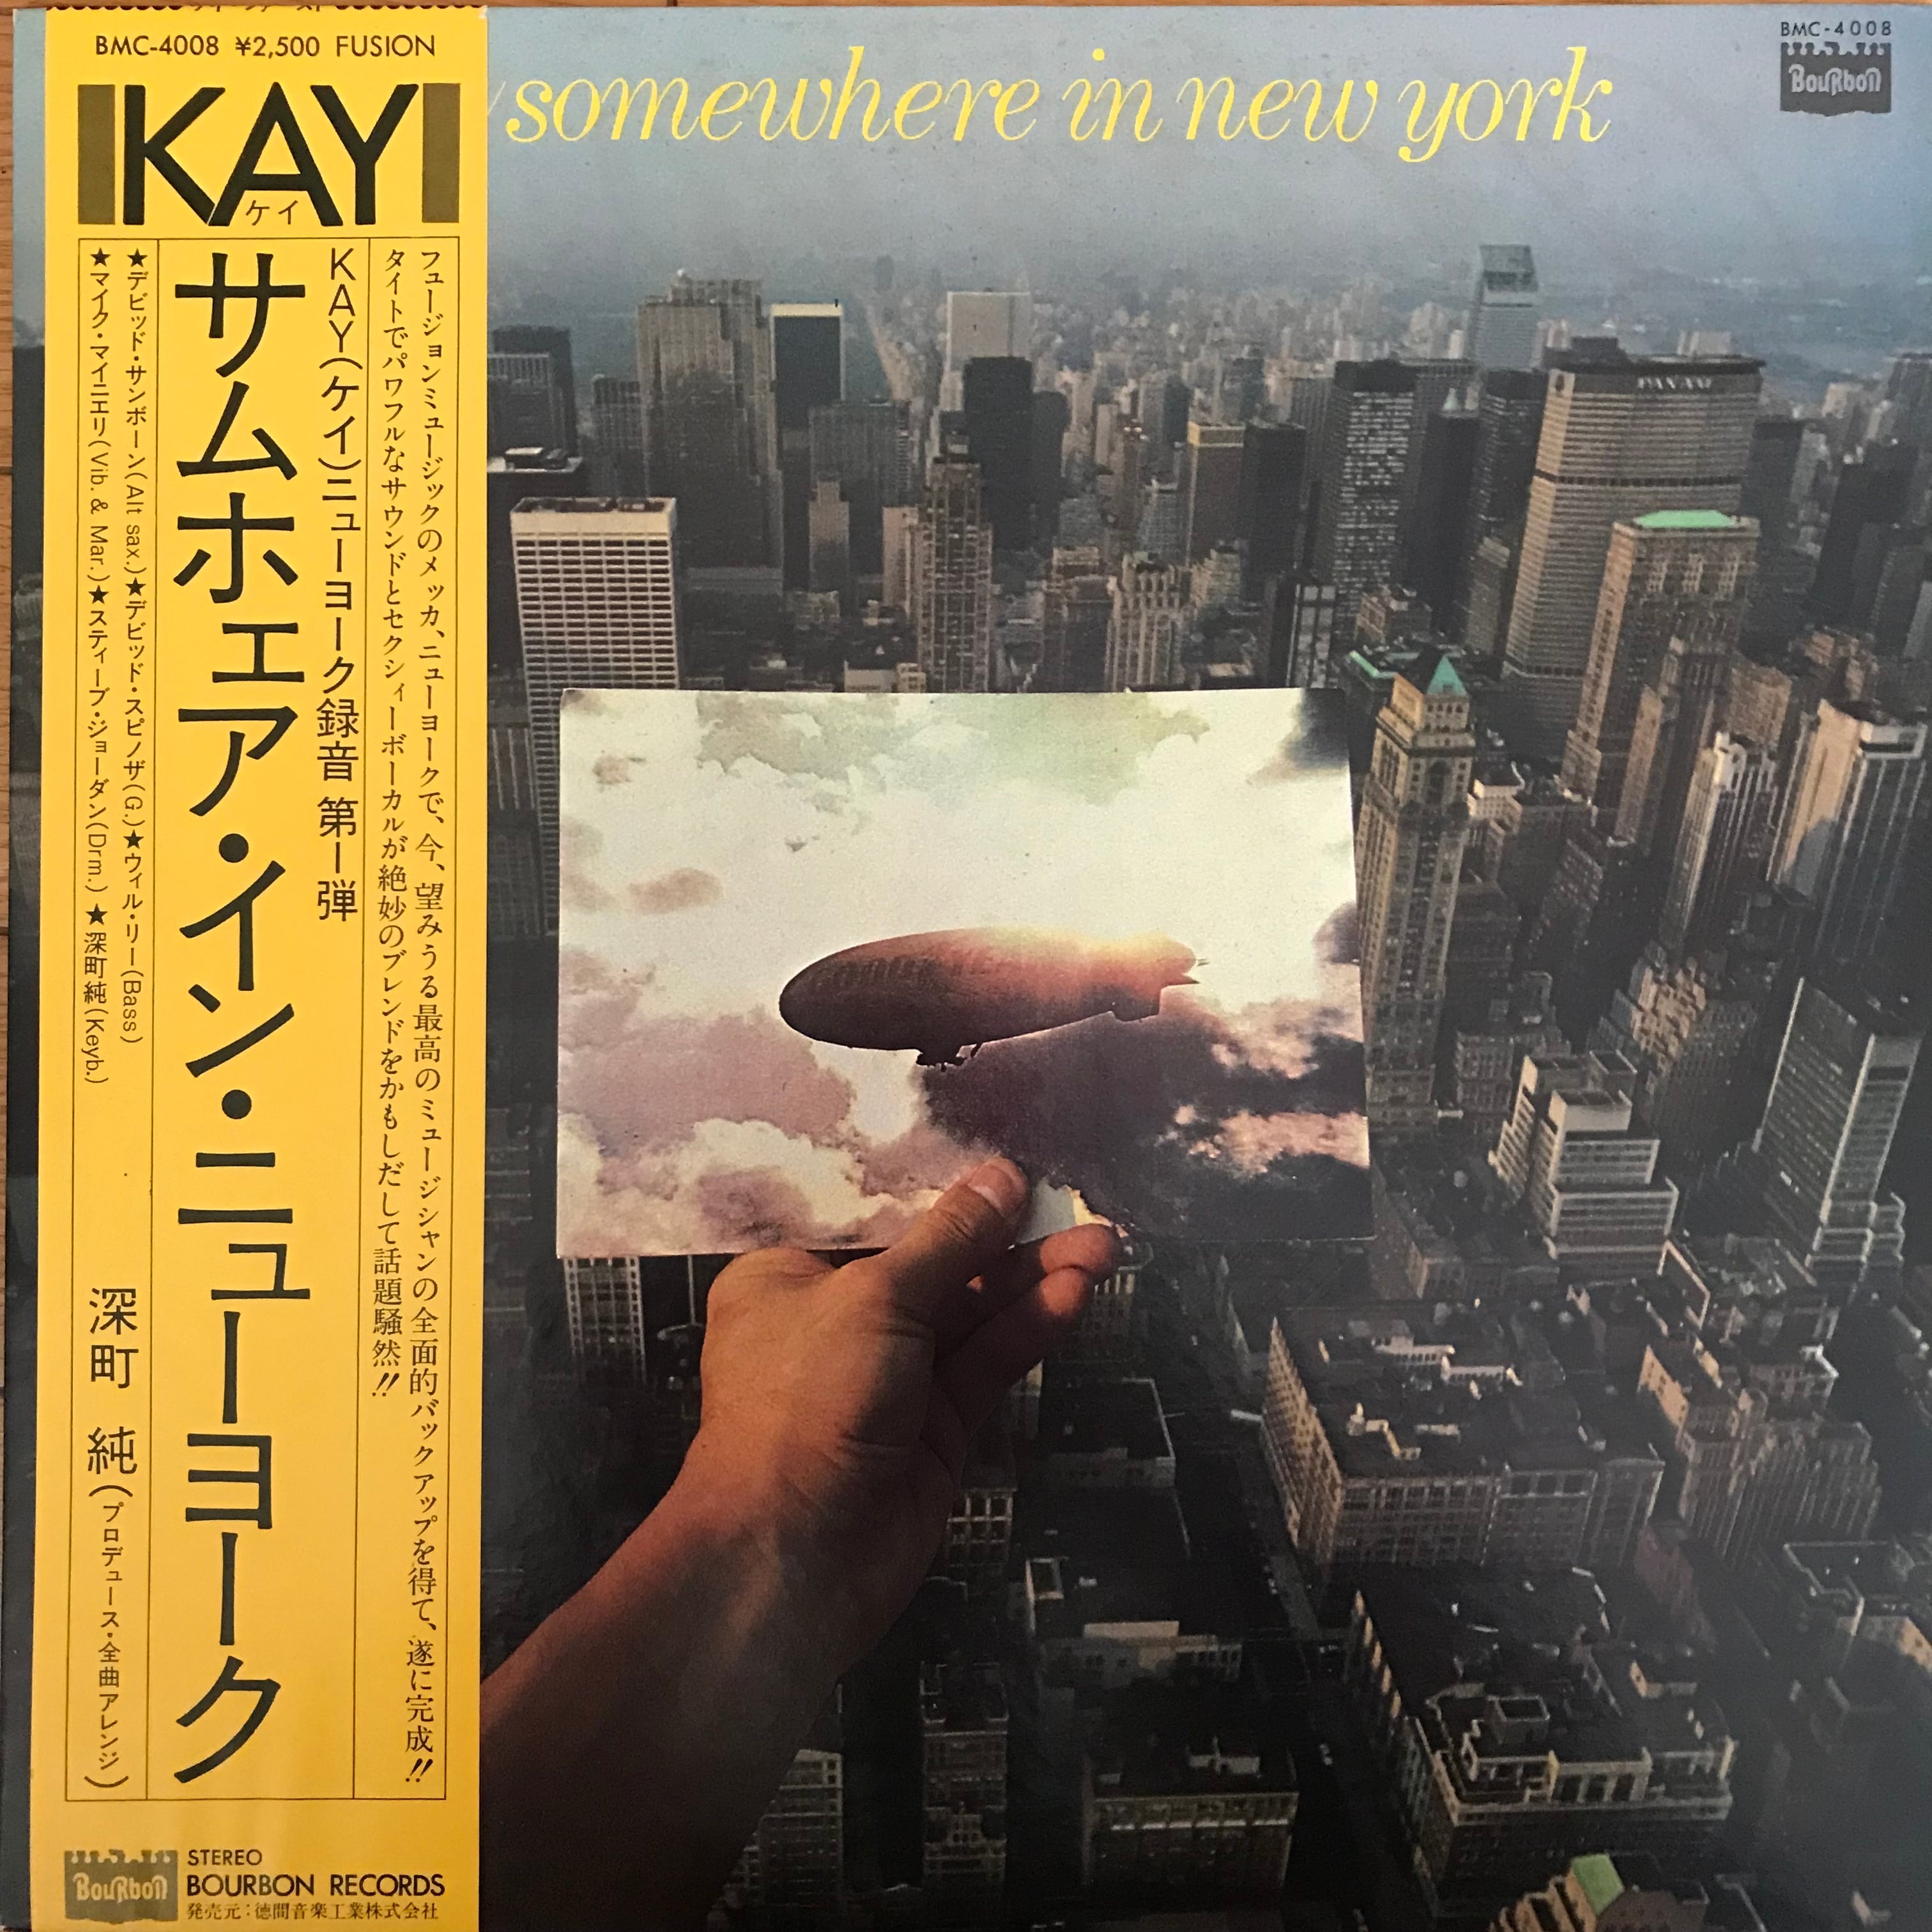 BMC-4008 ¥2,500 FUSION
KAY
ケイ
フュージョンミュージックのメッカ、ニューヨークで、今、望みうる最高のミュージシャンの全面的バックアップを得て、遂に完成!!
タイトでパワフルなサウンドとセクシィーボーカルが絶妙のブレンドをかもしだして話題騒然!!
KAY(ケイ)ニューヨーク録音 第一弾
サムホェア・イン・ニューヨーク
★デビッド・サンボーン(Alt sax.)★デビッド・スピノザ(G.)★ウィル・リー(Bass)
★マイク・マイニエリ(Vib. & Mar.)★スティーブ・ジョーダン(Drm.)★深町純(Keyb.)
深町 純(プロデュース・全曲アレンジ)
BouRboN
STEREO
BOURBON RECORDS
発売元:徳間音楽工業株式会社
somewhere in new york
BMC-4008
BouRboN
PAN AM